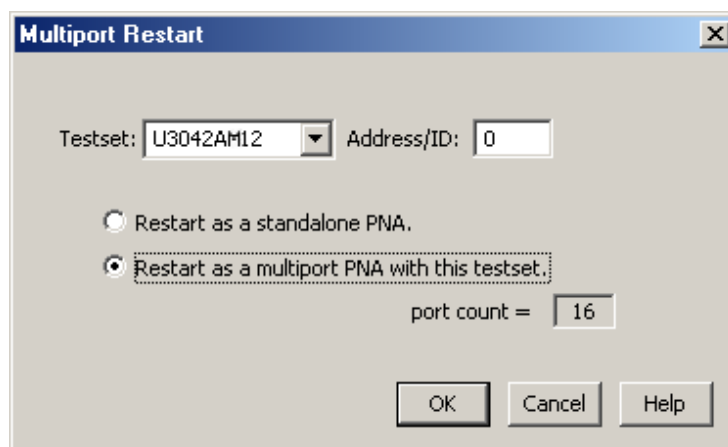 Multiport Restart
Testset: U3042AM12 Address/ID: 0
Restart as a standalone PNA.
Restart as a multiport PNA with this testset.
port count = 16
OK Cancel Help